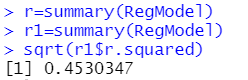 > r=summary(RegModel)
> r1=summary(RegModel)
> sqrt(r1$r.squared)
[1] 0.4530347